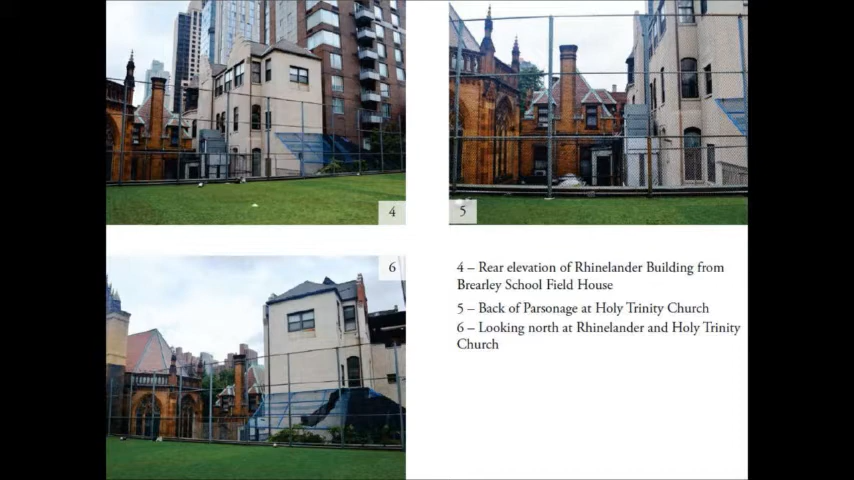 4
5
6
4 – Rear elevation of Rhinelander Building from
Brearley School Field House
5 – Back of Parsonage at Holy Trinity Church
6 – Looking north at Rhinelander and Holy Trinity
Church